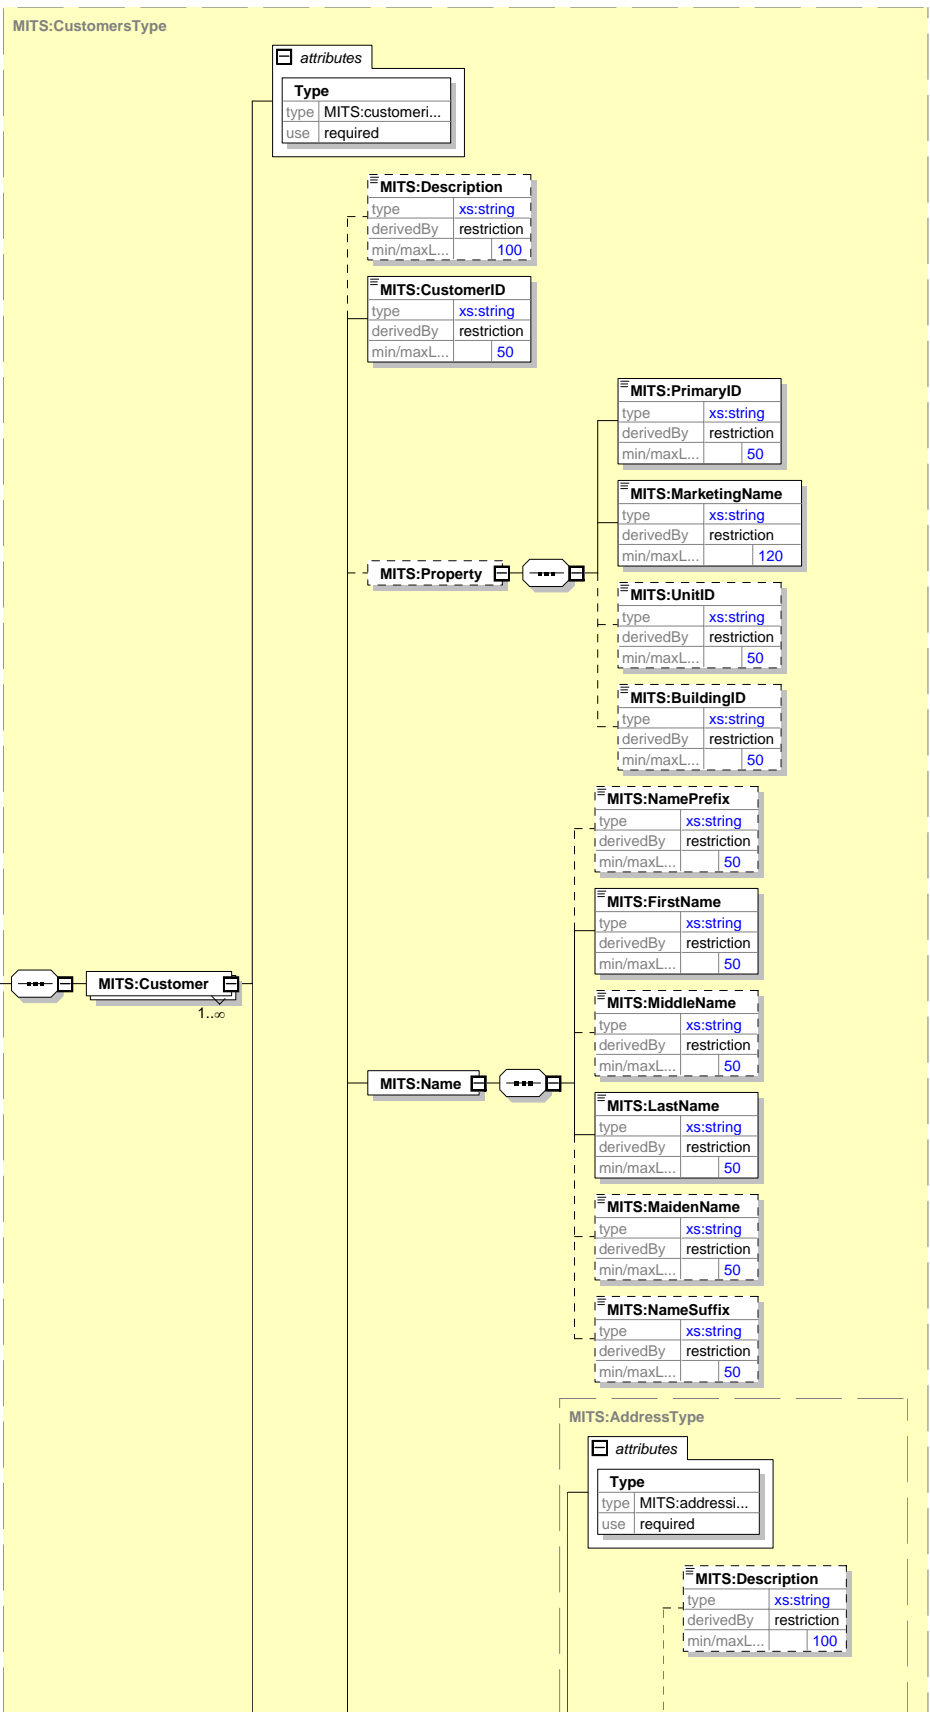 MITS:CustomersType
attributes
Type
type MITS:customeri...
use required
MITS:Description
type xs:string
derivedBy restriction
min/maxL... 100
MITS:CustomerID
type xs:string
derivedBy restriction
min/maxL... 50
MITS:PrimaryID
type xs:string
derivedBy restriction
min/maxL... 50
MITS:MarketingName
type xs:string
derivedBy restriction
min/maxL... 120
MITS:Property
MITS:UnitID
type xs:string
derivedBy restriction
min/maxL... 50
MITS:BuildingID
type xs:string
derivedBy restriction
min/maxL... 50
MITS:NamePrefix
type xs:string
derivedBy restriction
min/maxL... 50
MITS:FirstName
type xs:string
derivedBy restriction
min/maxL... 50
MITS:Customer
1..∞
MITS:MiddleName
type xs:string
derivedBy restriction
min/maxL... 50
MITS:Name
MITS:LastName
type xs:string
derivedBy restriction
min/maxL... 50
MITS:MaidenName
type xs:string
derivedBy restriction
min/maxL... 50
MITS:NameSuffix
type xs:string
derivedBy restriction
min/maxL... 50
MITS:AddressType
attributes
Type
type MITS:addressi...
use required
MITS:Description
type xs:string
derivedBy restriction
min/maxL... 100